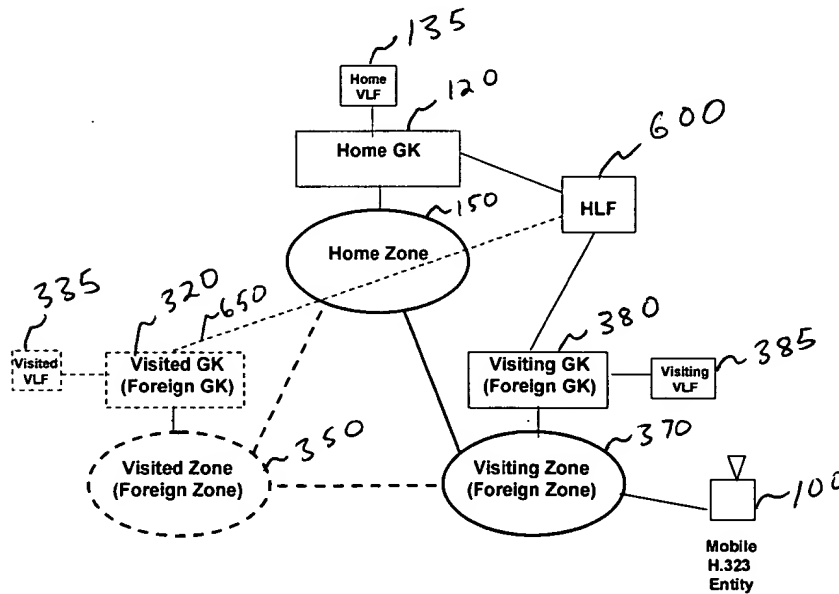 135
Home
VLF
120
Home GK
600
HLF
150
Home Zone
335
320
650
Visited
VLF
Visited GK
(Foreign GK)
380
Visiting GK
(Foreign GK)
385
Visiting
VLF
350
Visited Zone
(Foreign Zone)
370
Visiting Zone
(Foreign Zone)
100
Mobile
H.323
Entity